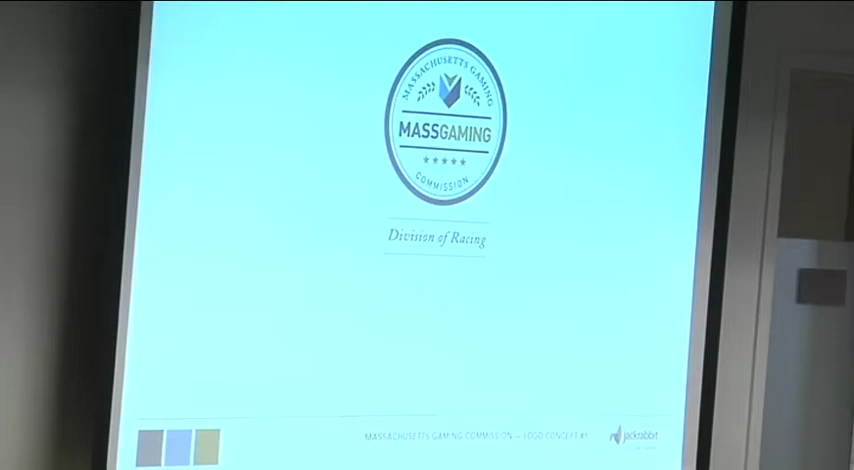 MASSACHUSETTS GAMING
MASSGAMING
COMMISSION
Division of Racing
MASSACHUSETTS GAMING COMMISSION — LOGO CONCEPT #1
jackrabbit